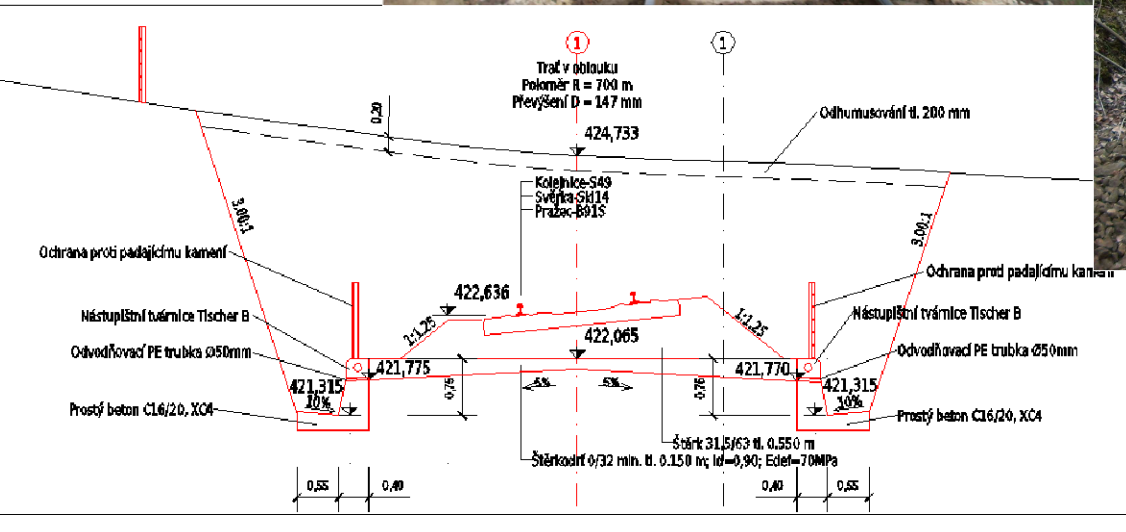 1
1
Trať v oblouku
Poloměr R = 700 m
Převýšení D = 147 mm
0,20
424,733
Odhumusování tl. 200 mm
Kolejnice-S49
Svěrka-Skl14
Pražec-B91S
3.00:1
3.00:1
Ochrana proti padajícímu kamení
Ochrana proti padajícímu kamení
422,636
Nástupištní tvárnice Tischer B
Nástupištní tvárnice Tischer B
1:1.25
1:1.25
422,065
Odvodňovací PE trubka Ø50mm
Odvodňovací PE trubka Ø50mm
421,775
421,770
421,315
421,315
10%
10%
0,76
0,76
5%
5%
Prostý beton C16/20, XC4
Prostý beton C16/20, XC4
Štěrk 31,5/63 tl. 0.550 m
Štěrkodrť 0/32 min. tl. 0.150 m; Id=0,90; Edef=70MPa
0,55
0,40
0,40
0,55